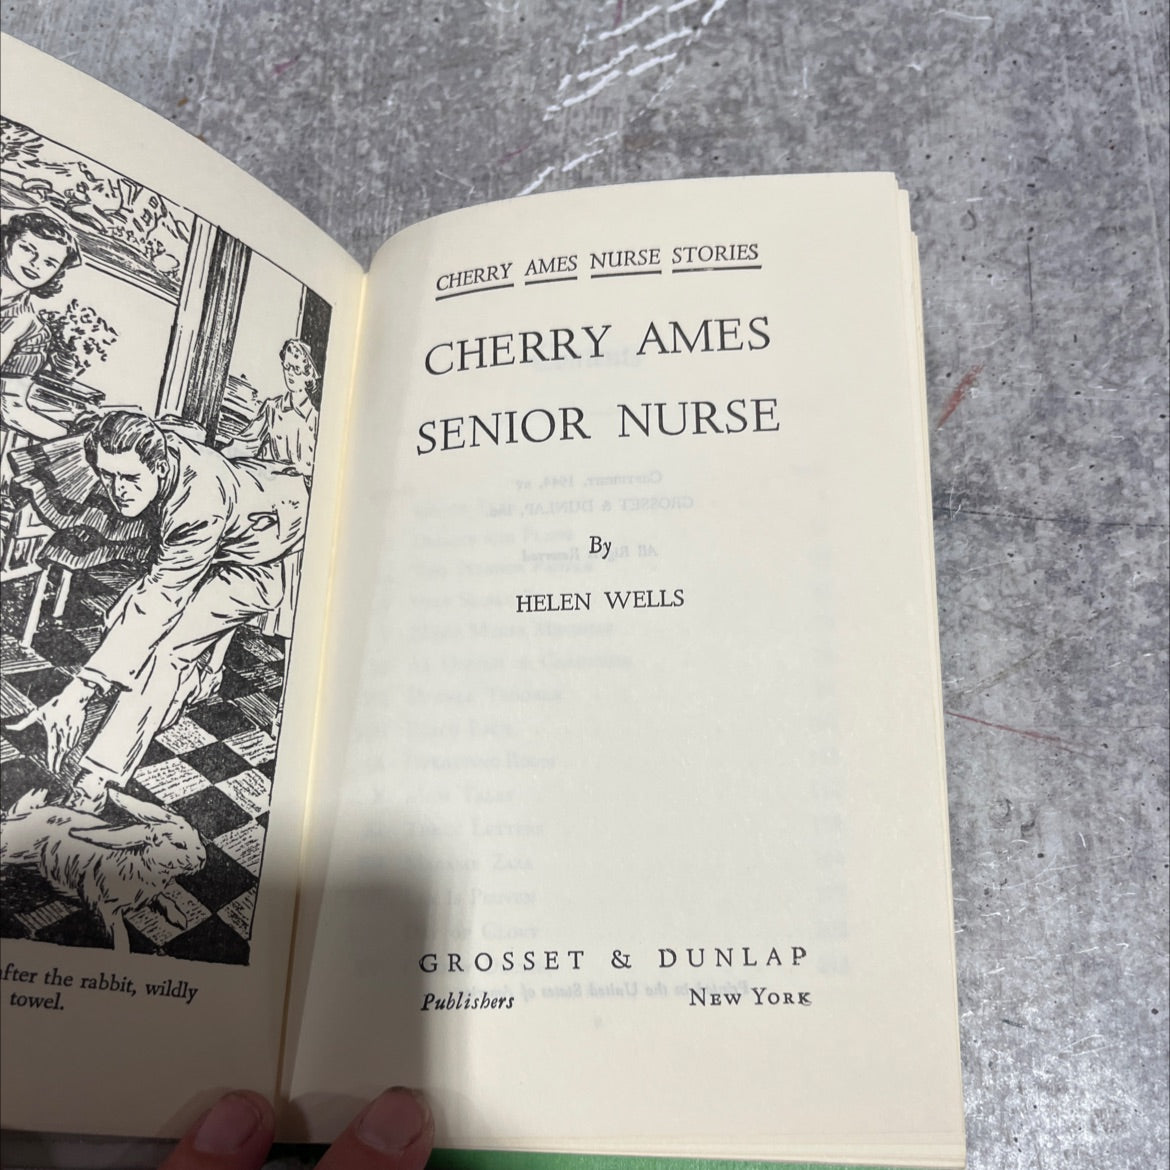 fter the rabbit, wildly
towel.
CHERRY AMES NURSE STORIES
CHERRY AMES
SENIOR NURSE
By
HELEN WELLS
GROSSET & DUNLAP
Publishers NEW YORK